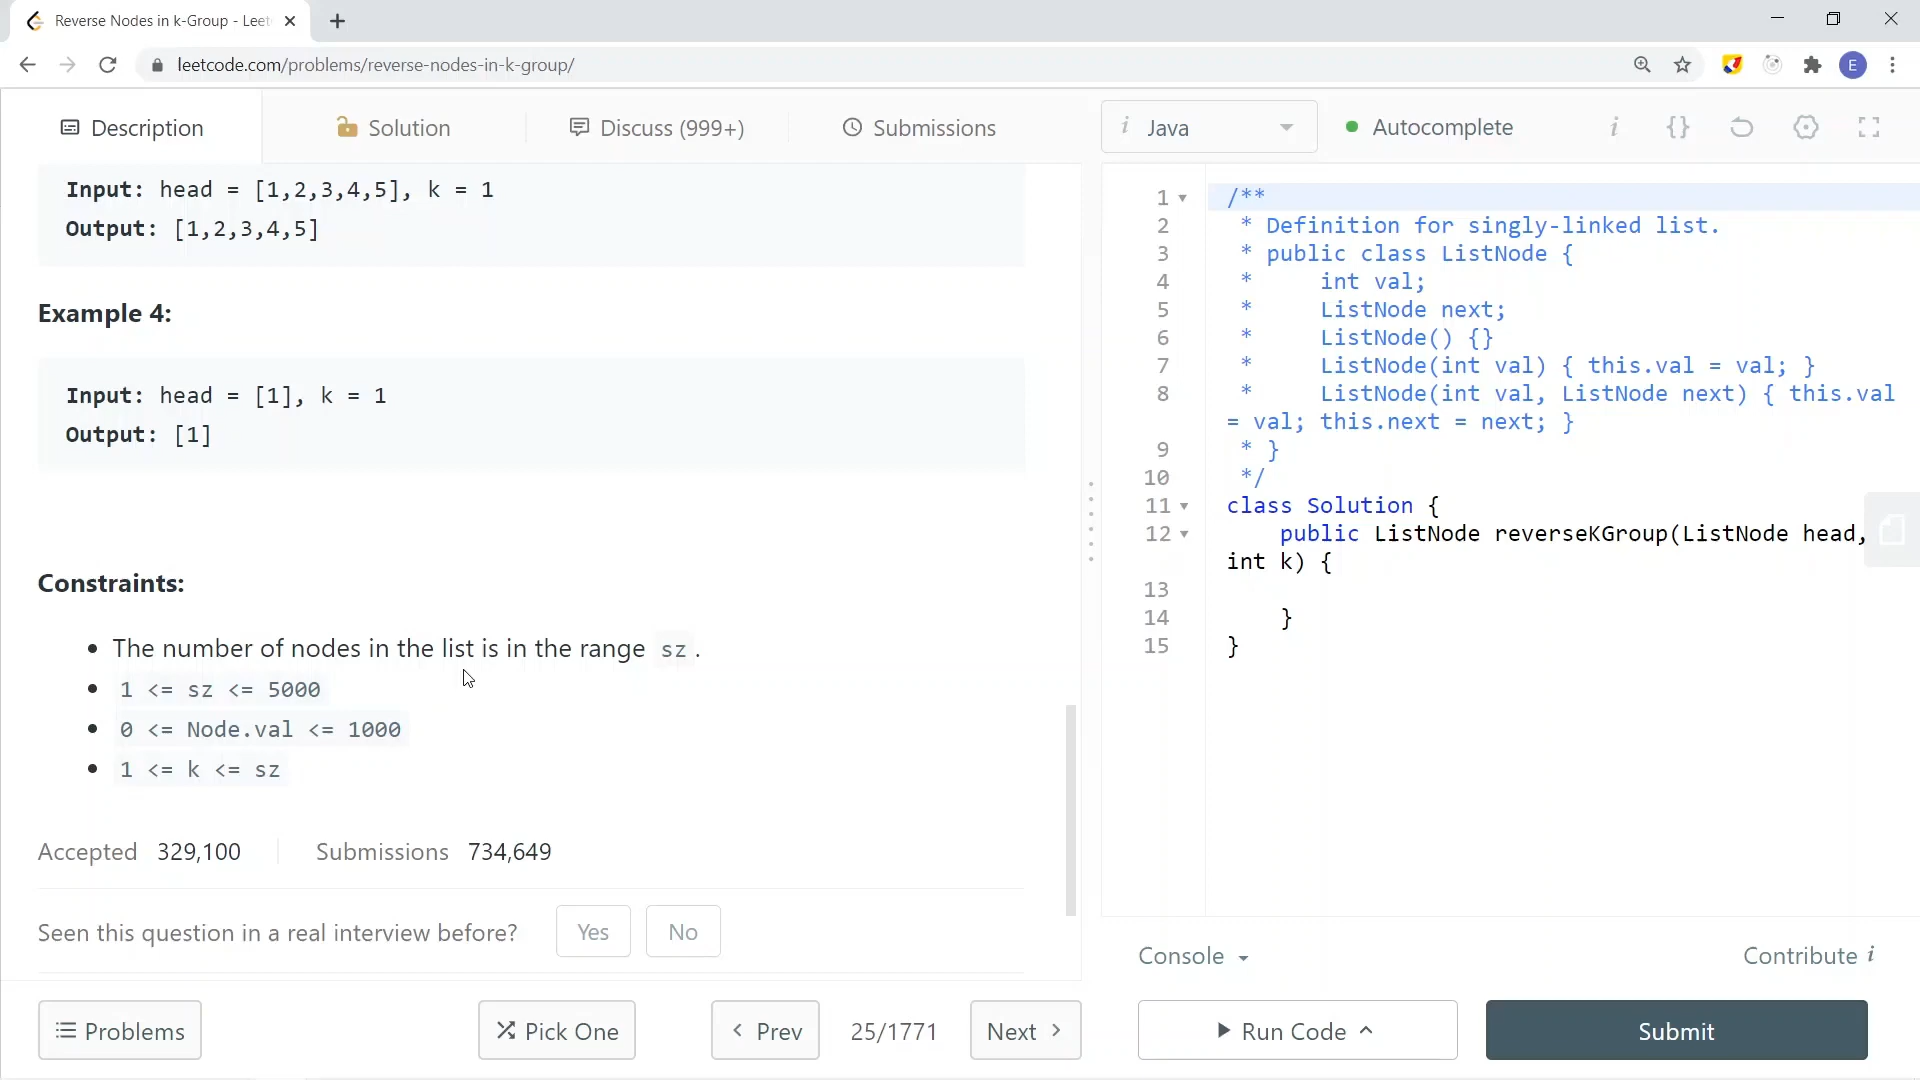 Reverse Nodes in k-Group - Leet
leetcode.com/problems/reverse-nodes-in-k-group/
E
Description
Solution
Discuss (999+)
Submissions
i Java
Autocomplete
i {}
Input: head = [1,2,3,4,5], k = 1
Output: [1,2,3,4,5]
Example 4:
Input: head = [1], k = 1
Output: [1]
Constraints:
• The number of nodes in the list is in the range sz.
• 1 <= sz <= 5000
• 0 <= Node.val <= 1000
• 1 <= k <= sz
Accepted 329,100 Submissions 734,649
Seen this question in a real interview before? Yes No
Problems
Pick One
Prev
25/1771
Next
1 /**
2 * Definition for singly-linked list.
3 * public class ListNode {
4 * int val;
5 * ListNode next;
6 * ListNode() {}
7 * ListNode(int val) { this.val = val; }
8 * ListNode(int val, ListNode next) { this.val
= val; this.next = next; }
9 * }
10 */
11 class Solution {
12 public ListNode reverseKGroup(ListNode head,
int k) {
13
14 }
15 }
Console
Contribute i
Run Code
Submit